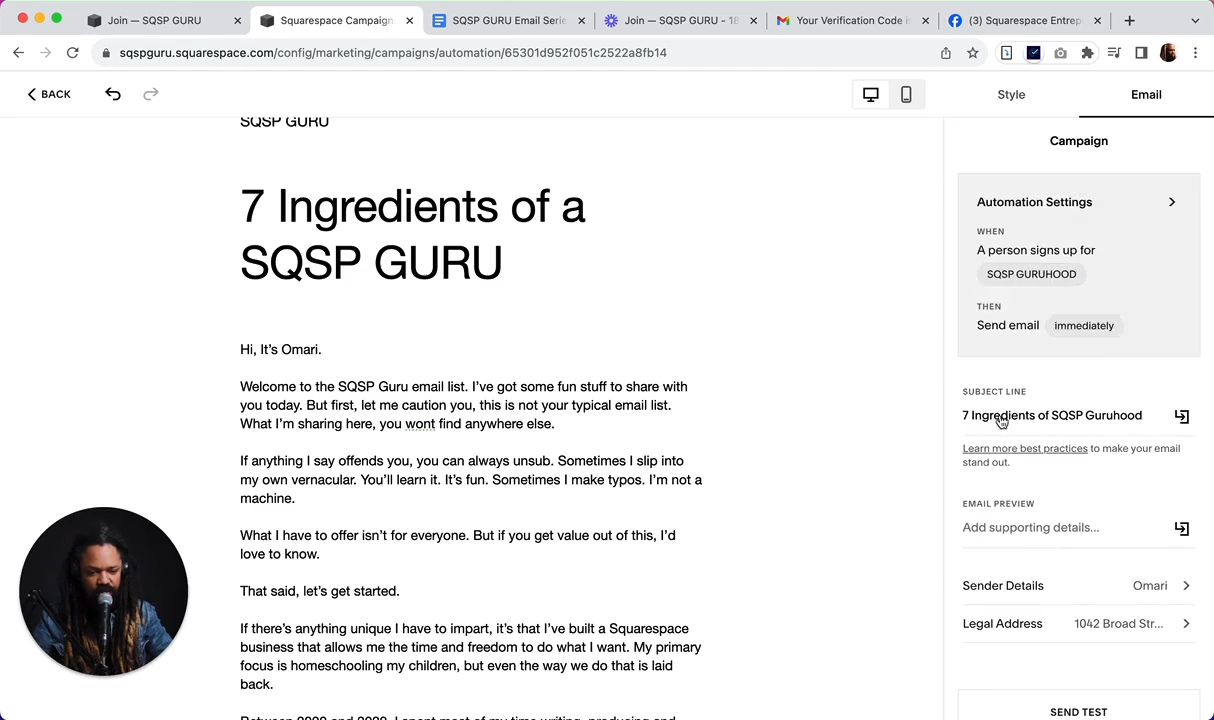 Join — SQSP GURU
Squarespace Campaign
SQSP GURU Email Serie
Join — SQSP GURU - 1B
Your Verification Code i
(3) Squarespace Entrep
sqspguru.squarespace.com/config/marketing/campaigns/automation/65301d952f051c2522a8fb14
BACK
Style
Email
SQSP GURU
7 Ingredients of a
SQSP GURU
Hi, It's Omari.
Welcome to the SQSP Guru email list. I've got some fun stuff to share with
you today. But first, let me caution you, this is not your typical email list.
What I'm sharing here, you wont find anywhere else.
If anything I say offends you, you can always unsub. Sometimes I slip into
my own vernacular. You'll learn it. It's fun. Sometimes I make typos. I'm not a
machine.
What I have to offer isn't for everyone. But if you get value out of this, I'd
love to know.
That said, let's get started.
If there's anything unique I have to impart, it's that I've built a Squarespace
business that allows me the time and freedom to do what I want. My primary
focus is homeschooling my children, but even the way we do that is laid
back.
Campaign
Automation Settings
WHEN
A person signs up for
SQSP GURUHOOD
THEN
Send email immediately
SUBJECT LINE
7 Ingredients of SQSP Guruhood
Learn more best practices to make your email
stand out.
EMAIL PREVIEW
Add supporting details...
Sender Details Omari
Legal Address 1042 Broad Str...
SEND TEST